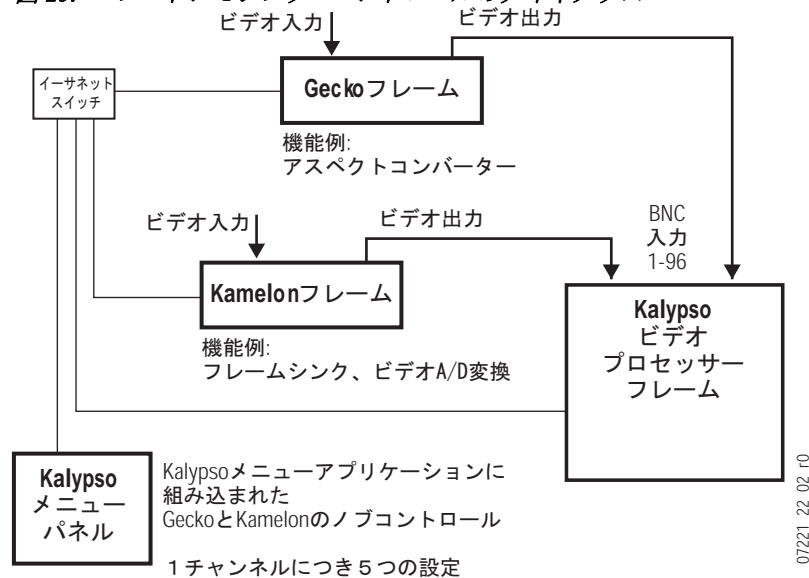 ビデオ入力
ビデオ出力
イーサネット
スイッチ
Geckoフレーム
機能例:
アスペクトコンバーター
ビデオ入力
ビデオ出力
BNC
入力
1-96
Kamelonフレーム
機能例:
フレームシンク、ビデオA/D変換
Kalypso
ビデオ
プロセッサー
フレーム
Kalypso
メニュー
パネル
Kalypsoメニューアプリケーションに
組み込まれた
GeckoとKamelonのノブコントロール
1チャンネルにつき5つの設定
07221_22_02_r0